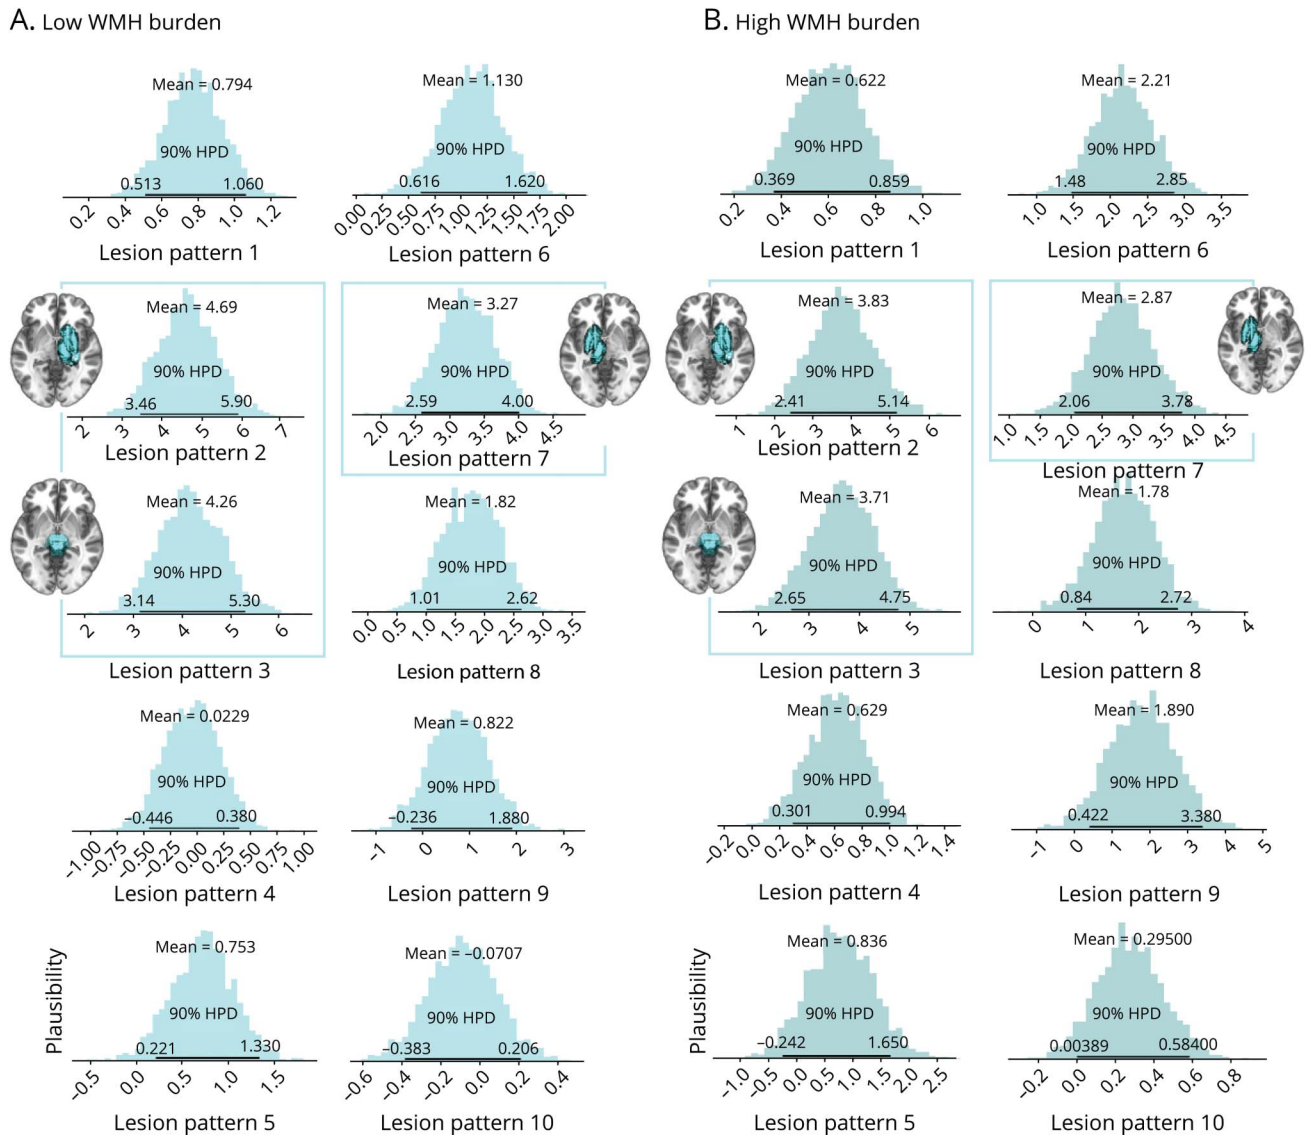 A. Low WMH burden
Mean = 0.794
90% HPD
0.513 1.060
0.2 0.4 0.6 0.8 1.0 1.2
Lesion pattern 1
Mean = 1.130
90% HPD
0.616 1.620
0.00 0.25 0.50 0.75 1.00 1.25 1.50 1.75 2.00
Lesion pattern 6
Mean = 4.69
90% HPD
3.46 5.90
2 3 4 5 6 7
Lesion pattern 2
Mean = 3.27
90% HPD
2.59 4.00
2.0 2.5 3.0 3.5 4.0 4.5
Lesion pattern 7
Mean = 4.26
90% HPD
3.14 5.30
2 3 4 5 6
Lesion pattern 3
Mean = 1.82
90% HPD
1.01 2.62
0.0 0.5 1.0 1.5 2.0 2.5 3.0 3.5
Lesion pattern 8
Mean = 0.0229
90% HPD
−0.446 0.380
−1.00 −0.75 −0.50 −0.25 0.00 0.25 0.50 0.75 1.00
Lesion pattern 4
Mean = 0.822
90% HPD
−0.236 1.880
−1 0 1 2 3
Lesion pattern 9
Plausibility
Mean = 0.753
90% HPD
0.221 1.330
−0.5 0.0 0.5 1.0 1.5
Lesion pattern 5
Mean = −0.0707
90% HPD
−0.383 0.206
−0.6 −0.4 −0.2 0.0 0.2 0.4
Lesion pattern 10
B. High WMH burden
Mean = 0.622
90% HPD
0.369 0.859
0.2 0.4 0.6 0.8 1.0
Lesion pattern 1
Mean = 2.21
90% HPD
1.48 2.85
1.0 1.5 2.0 2.5 3.0 3.5
Lesion pattern 6
Mean = 3.83
90% HPD
2.41 5.14
1 2 3 4 5 6
Lesion pattern 2
Mean = 2.87
90% HPD
2.06 3.78
1.0 1.5 2.0 2.5 3.0 3.5 4.0 4.5
Lesion pattern 7
Mean = 3.71
90% HPD
2.65 4.75
2 3 4 5
Lesion pattern 3
Mean = 1.78
90% HPD
0.84 2.72
0 1 2 3 4
Lesion pattern 8
Mean = 0.629
90% HPD
0.301 0.994
−0.2 0.0 0.2 0.4 0.6 0.8 1.0 1.2 1.4
Lesion pattern 4
Mean = 1.890
90% HPD
0.422 3.380
−1 0 1 2 3 4 5
Lesion pattern 9
Plausibility
Mean = 0.836
90% HPD
−0.242 1.650
−1.0 −0.5 0.0 0.5 1.0 1.5 2.0 2.5
Lesion pattern 5
Mean = 0.29500
90% HPD
0.00389 0.58400
−0.2 0.0 0.2 0.4 0.6 0.8
Lesion pattern 10